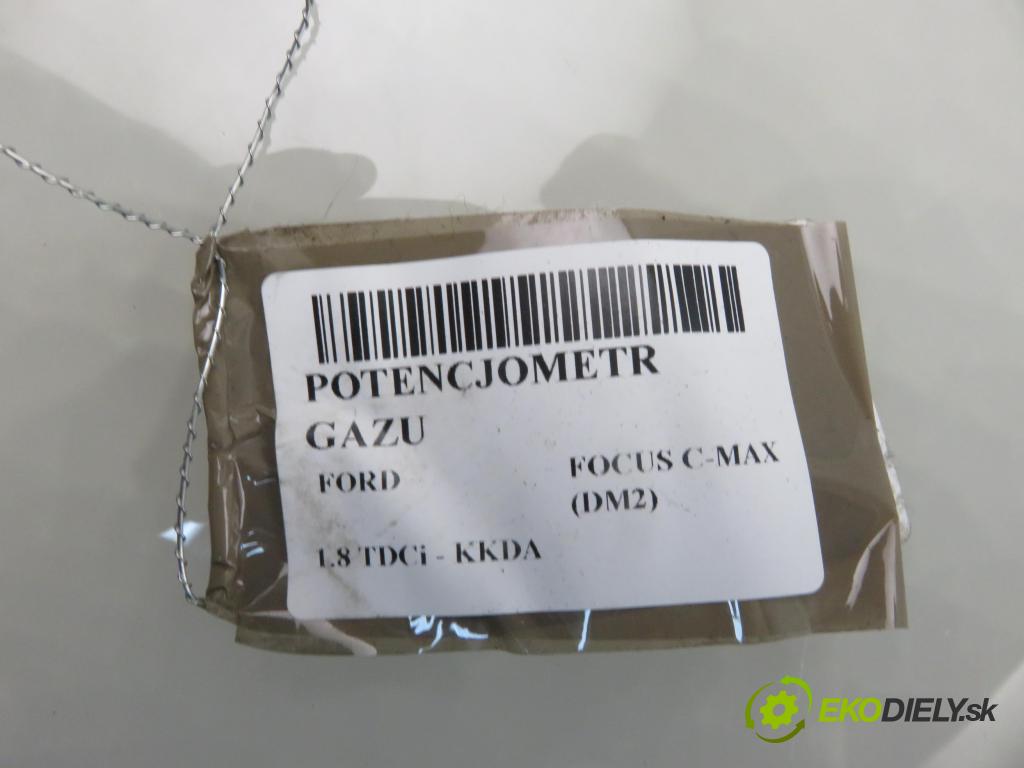 POTENCJOMETR
GAZU
FORD
FOCUS C-MAX
(DM2)
1.8 TDCi - KKDA
EKODIELY.sk